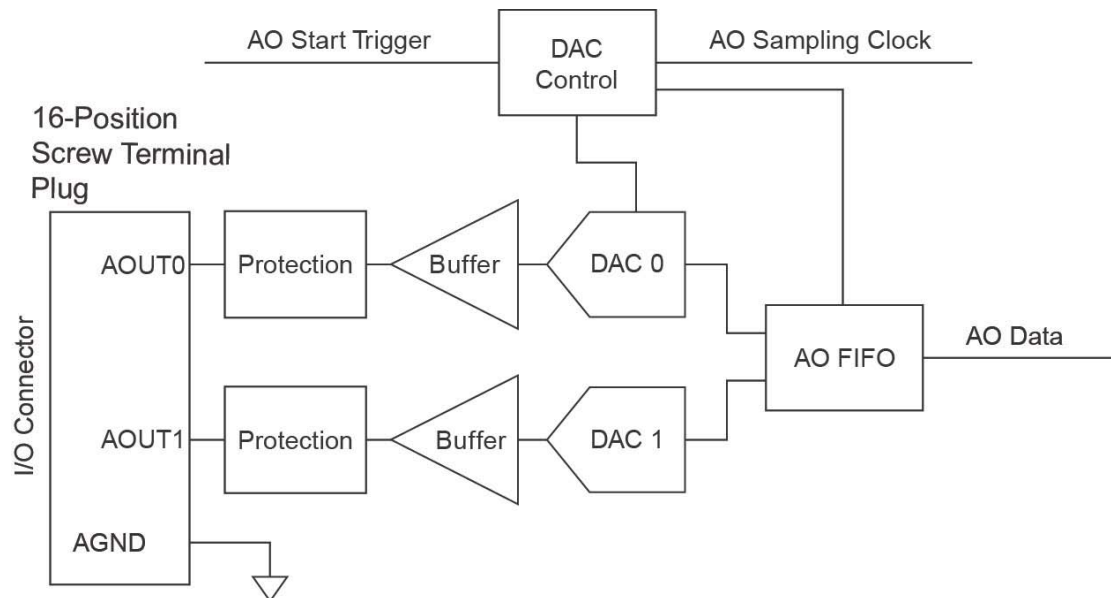 AO Start Trigger
DAC
Control
AO Sampling Clock
16-Position
Screw Terminal
Plug
I/O Connector
AOUT0
Protection
Buffer
DAC 0
AO FIFO
AO Data
AOUT1
Protection
Buffer
DAC 1
AGND